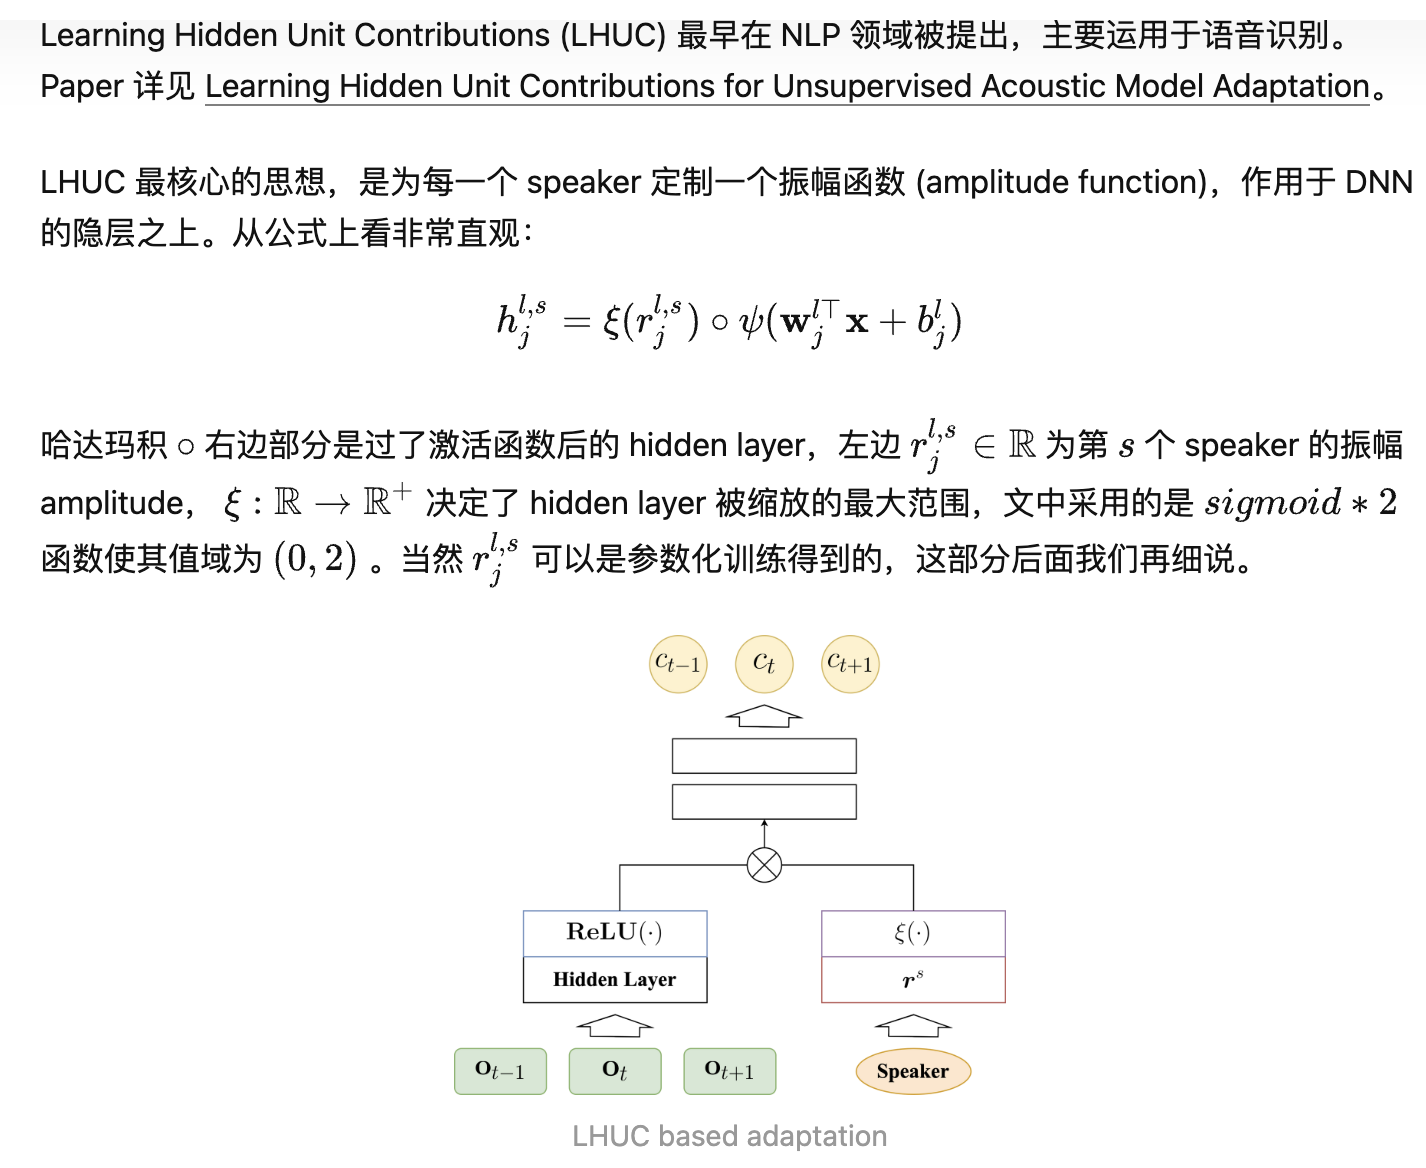 Learning Hidden Unit Contributions (LHUC) 最早在 NLP 领域被提出，主要运用于语音识别。
Paper 详见 Learning Hidden Unit Contributions for Unsupervised Acoustic Model Adaptation。
LHUC 最核心的思想，是为每一个 speaker 定制一个振幅函数 (amplitude function)，作用于 DNN
的隐层之上。从公式上看非常直观：
$h_j^{l,s} = \xi(r_j^{l,s}) \circ \psi(\mathbf{w}_j^{l\top} \mathbf{x} + b_j^l)$
哈达玛积 ∘ 右边部分是过了激活函数后的 hidden layer，左边 $r_j^{l,s} \in \mathbb{R}$ 为第 $s$ 个 speaker 的振幅
amplitude， $\xi : \mathbb{R} \to \mathbb{R}^+$ 决定了 hidden layer 被缩放的最大范围，文中采用的是 $sigmoid * 2$
函数使其值域为 $(0, 2)$ 。当然 $r_j^{l,s}$ 可以是参数化训练得到的，这部分后面我们再细说。
$c_{t-1}$ $c_t$ $c_{t+1}$
ReLU(·) ξ(·)
Hidden Layer $r^s$
$\mathbf{o}_{t-1}$ $\mathbf{o}_t$ $\mathbf{o}_{t+1}$ Speaker
LHUC based adaptation